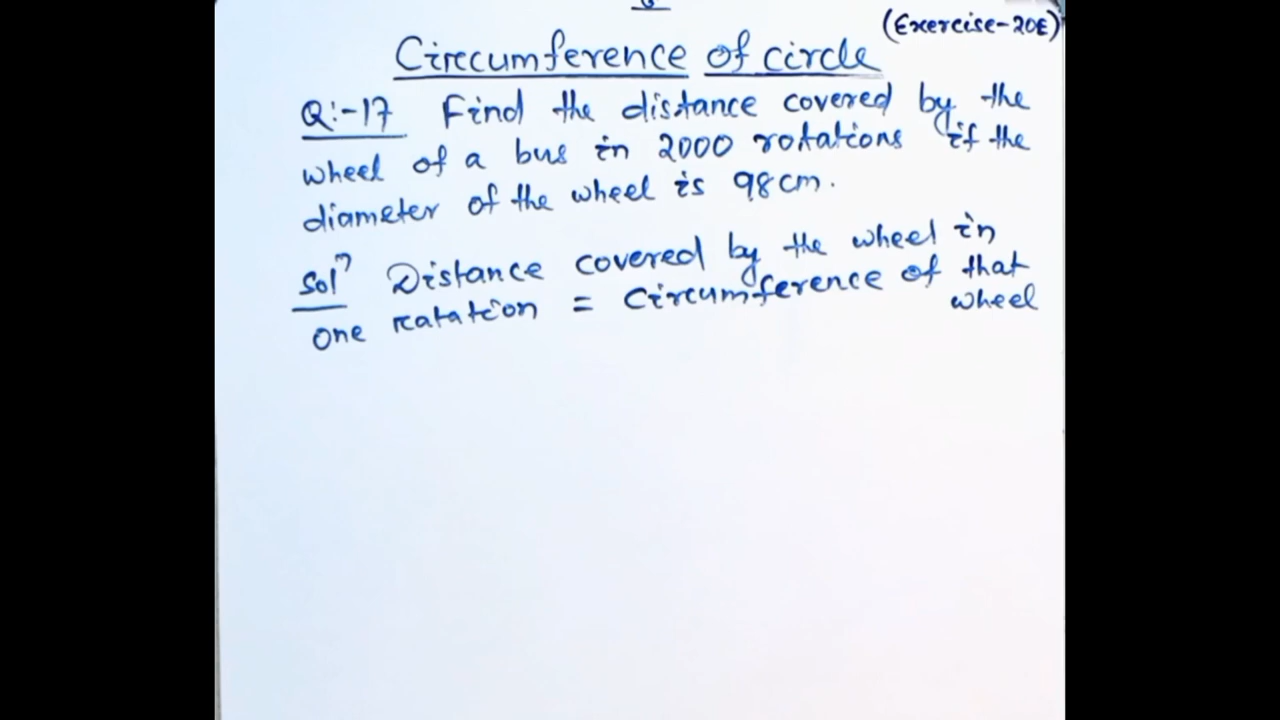 (Exercise-20E)
Circumference of circle
Q:-17 Find the distance covered by the
wheel of a bus in 2000 rotations if the
diameter of the wheel is 98cm.
Solⁿ Distance covered by the wheel in
one rotation = Circumference of that
wheel